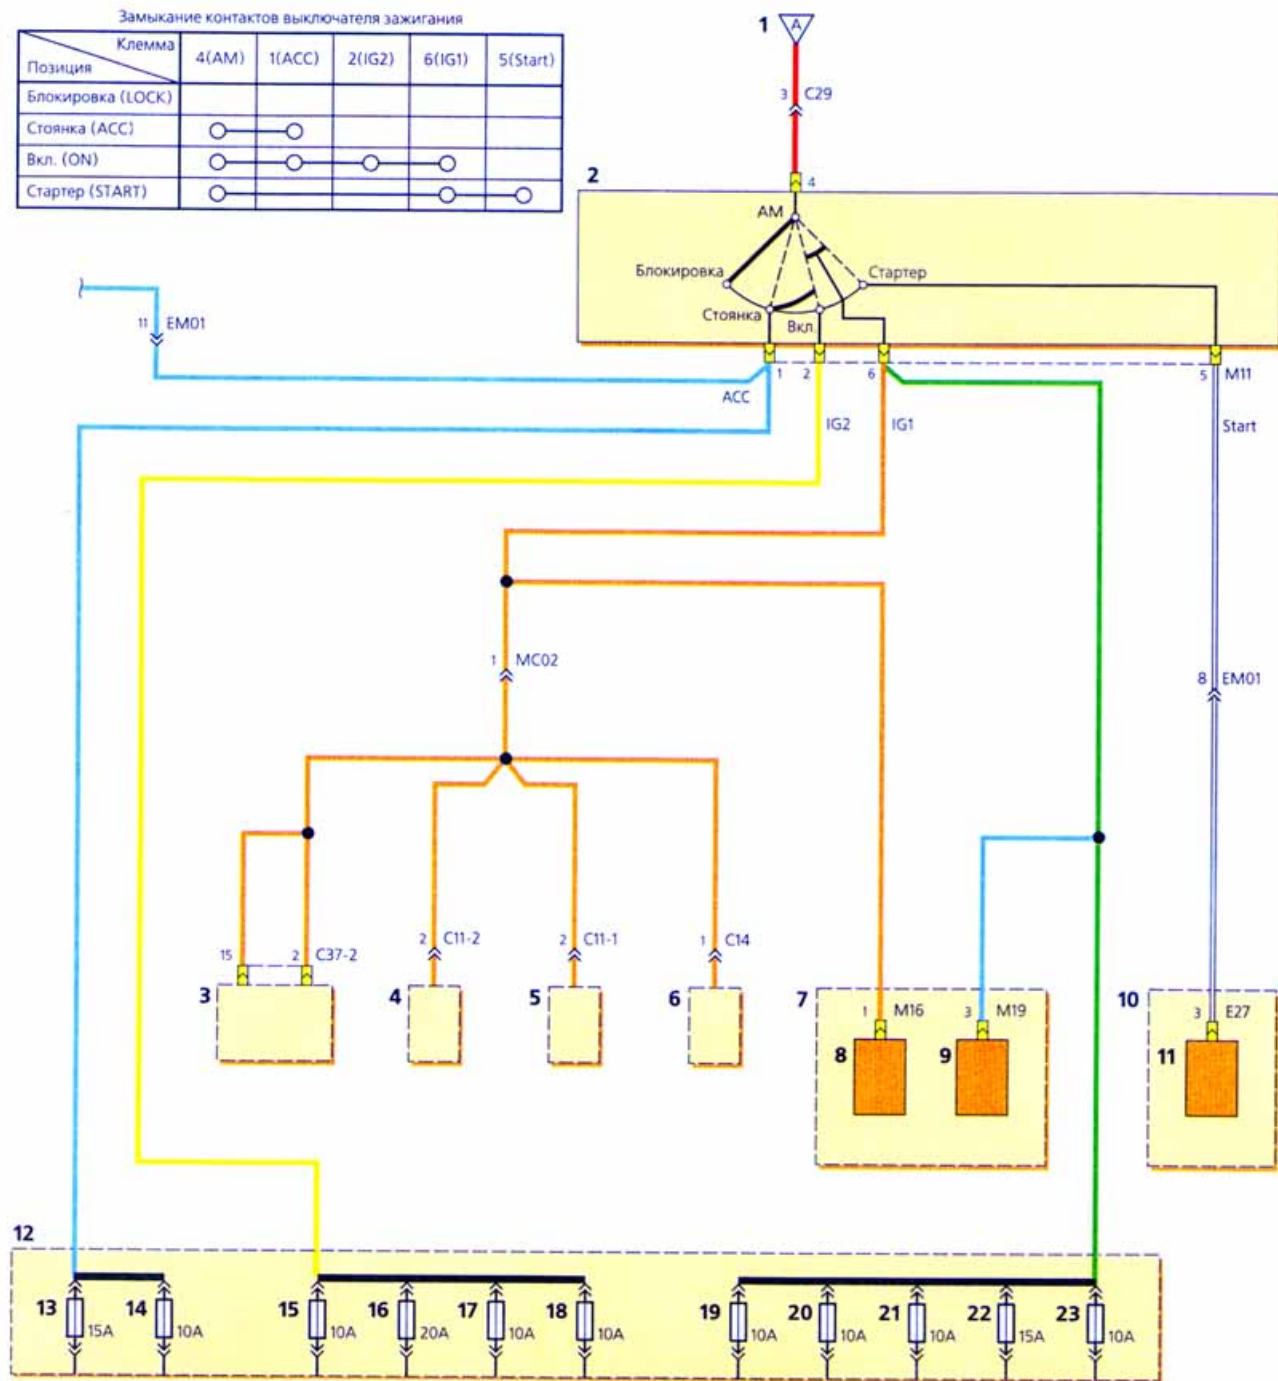 Замыкание контактов выключателя зажигания
Клемма
Позиция
4(AM) 1(ACC) 2(IG2) 6(IG1) 5(Start)
Блокировка (LOCK)
Стоянка (ACC)
Вкл. (ON)
Стартер (START)
1 A
3 C29
2
4
AM
Блокировка
Стартер
Стоянка
Вкл.
11 EM01
1 2 6 5 M11
ACC
IG2 IG1 Start
1 MC02
8 EM01
15 2 C37-2
2 C11-2
2 C11-1
1 C14
3 4 5 6
7 10
1 M16 3 M19 3 E27
8 9 11
12
13 14 15 16 17 18 19 20 21 22 23
15A 10A 10A 20A 10A 10A 10A 10A 10A 15A 10A